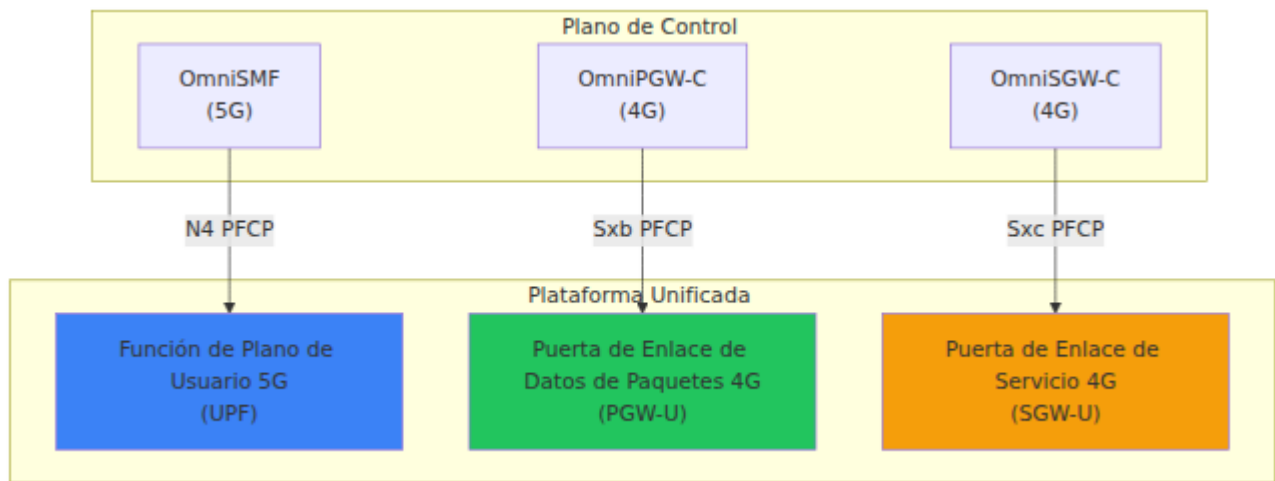 Plano de Control
OmniSMF
(5G)
OmniPGW-C
(4G)
OmniSGW-C
(4G)
N4 PFCP
Sxb PFCP
Sxc PFCP
Plataforma Unificada
Función de Plano de
Usuario 5G
(UPF)
Puerta de Enlace de
Datos de Paquetes 4G
(PGW-U)
Puerta de Enlace de
Servicio 4G
(SGW-U)